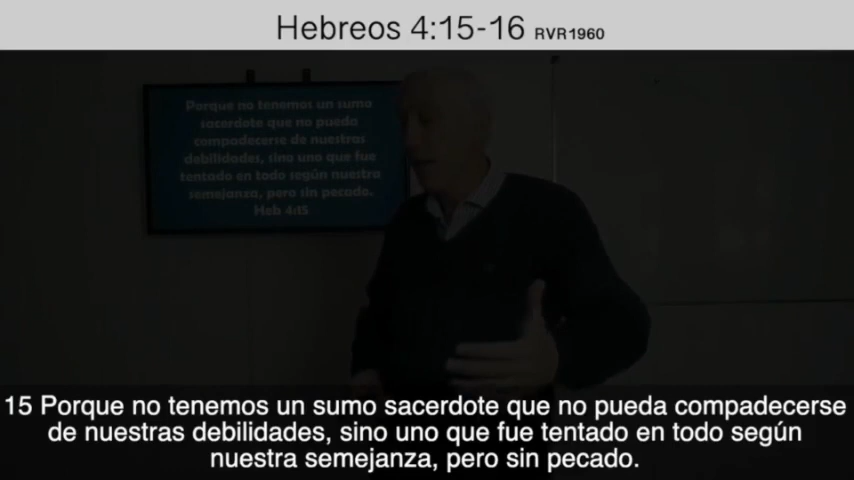 Hebreos 4:15-16 RVR1960
Porque no tenemos un sumo
sacerdote que no pueda
compadecerse de nuestras
debilidades, sino uno que fue
tentado en todo según nuestra
semejanza, pero sin pecado.
Heb 4:15
15 Porque no tenemos un sumo sacerdote que no pueda compadecerse
de nuestras debilidades, sino uno que fue tentado en todo según
nuestra semejanza, pero sin pecado.